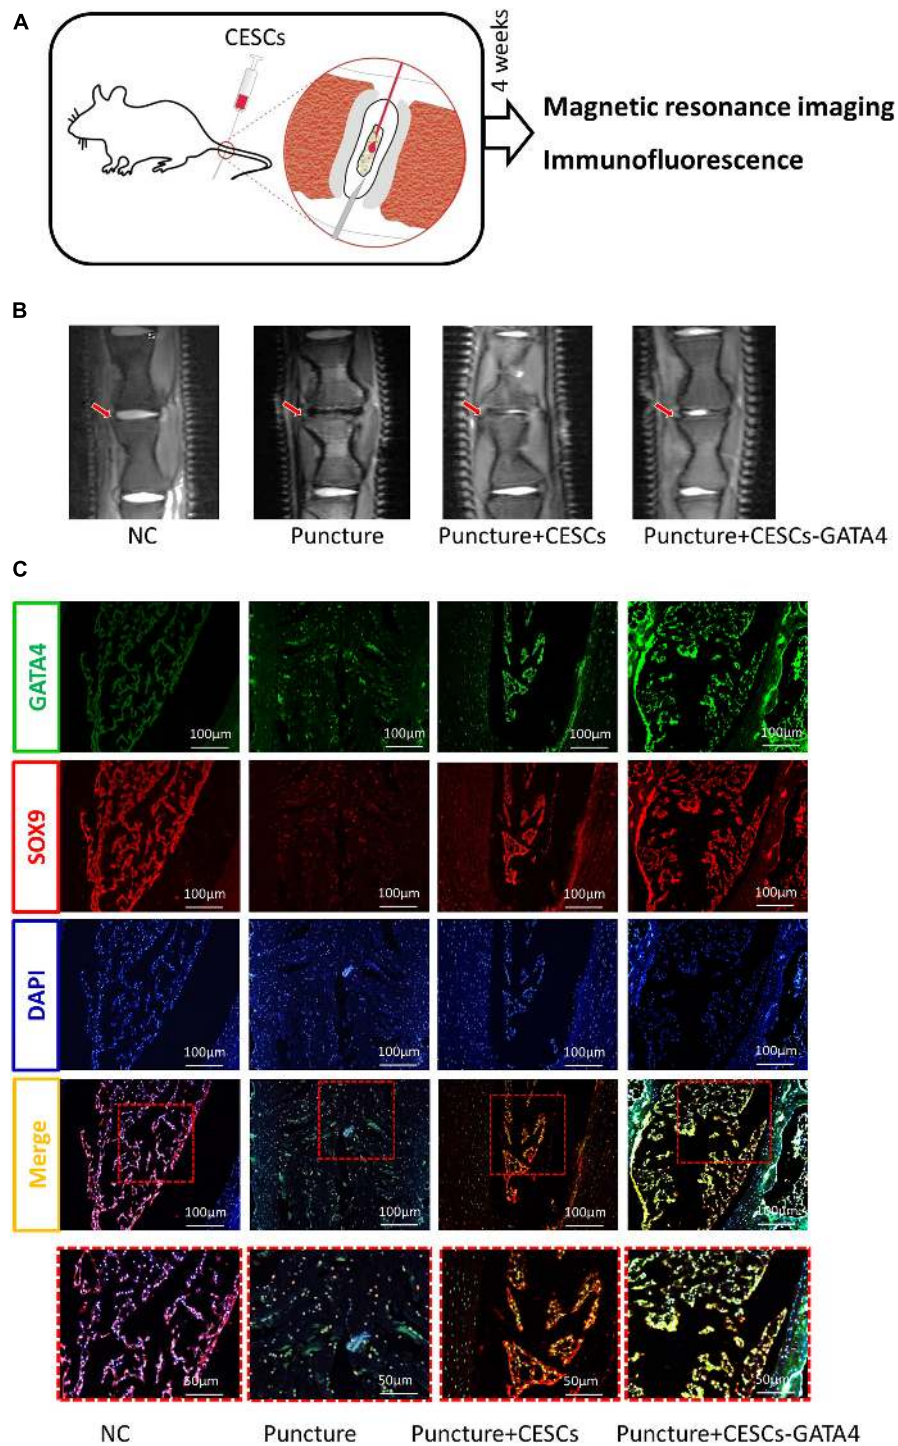 A
CESCs
4 weeks
Magnetic resonance imaging
Immunofluorescence
B
NC
Puncture
Puncture+CESCs
Puncture+CESCs-GATA4
C
GATA4
100μm
100μm
100μm
100μm
SOX9
100μm
100μm
100μm
100μm
DAPI
100μm
100μm
100μm
100μm
Merge
100μm
100μm
100μm
100μm
50μm
50μm
50μm
50μm
NC
Puncture
Puncture+CESCs
Puncture+CESCs-GATA4